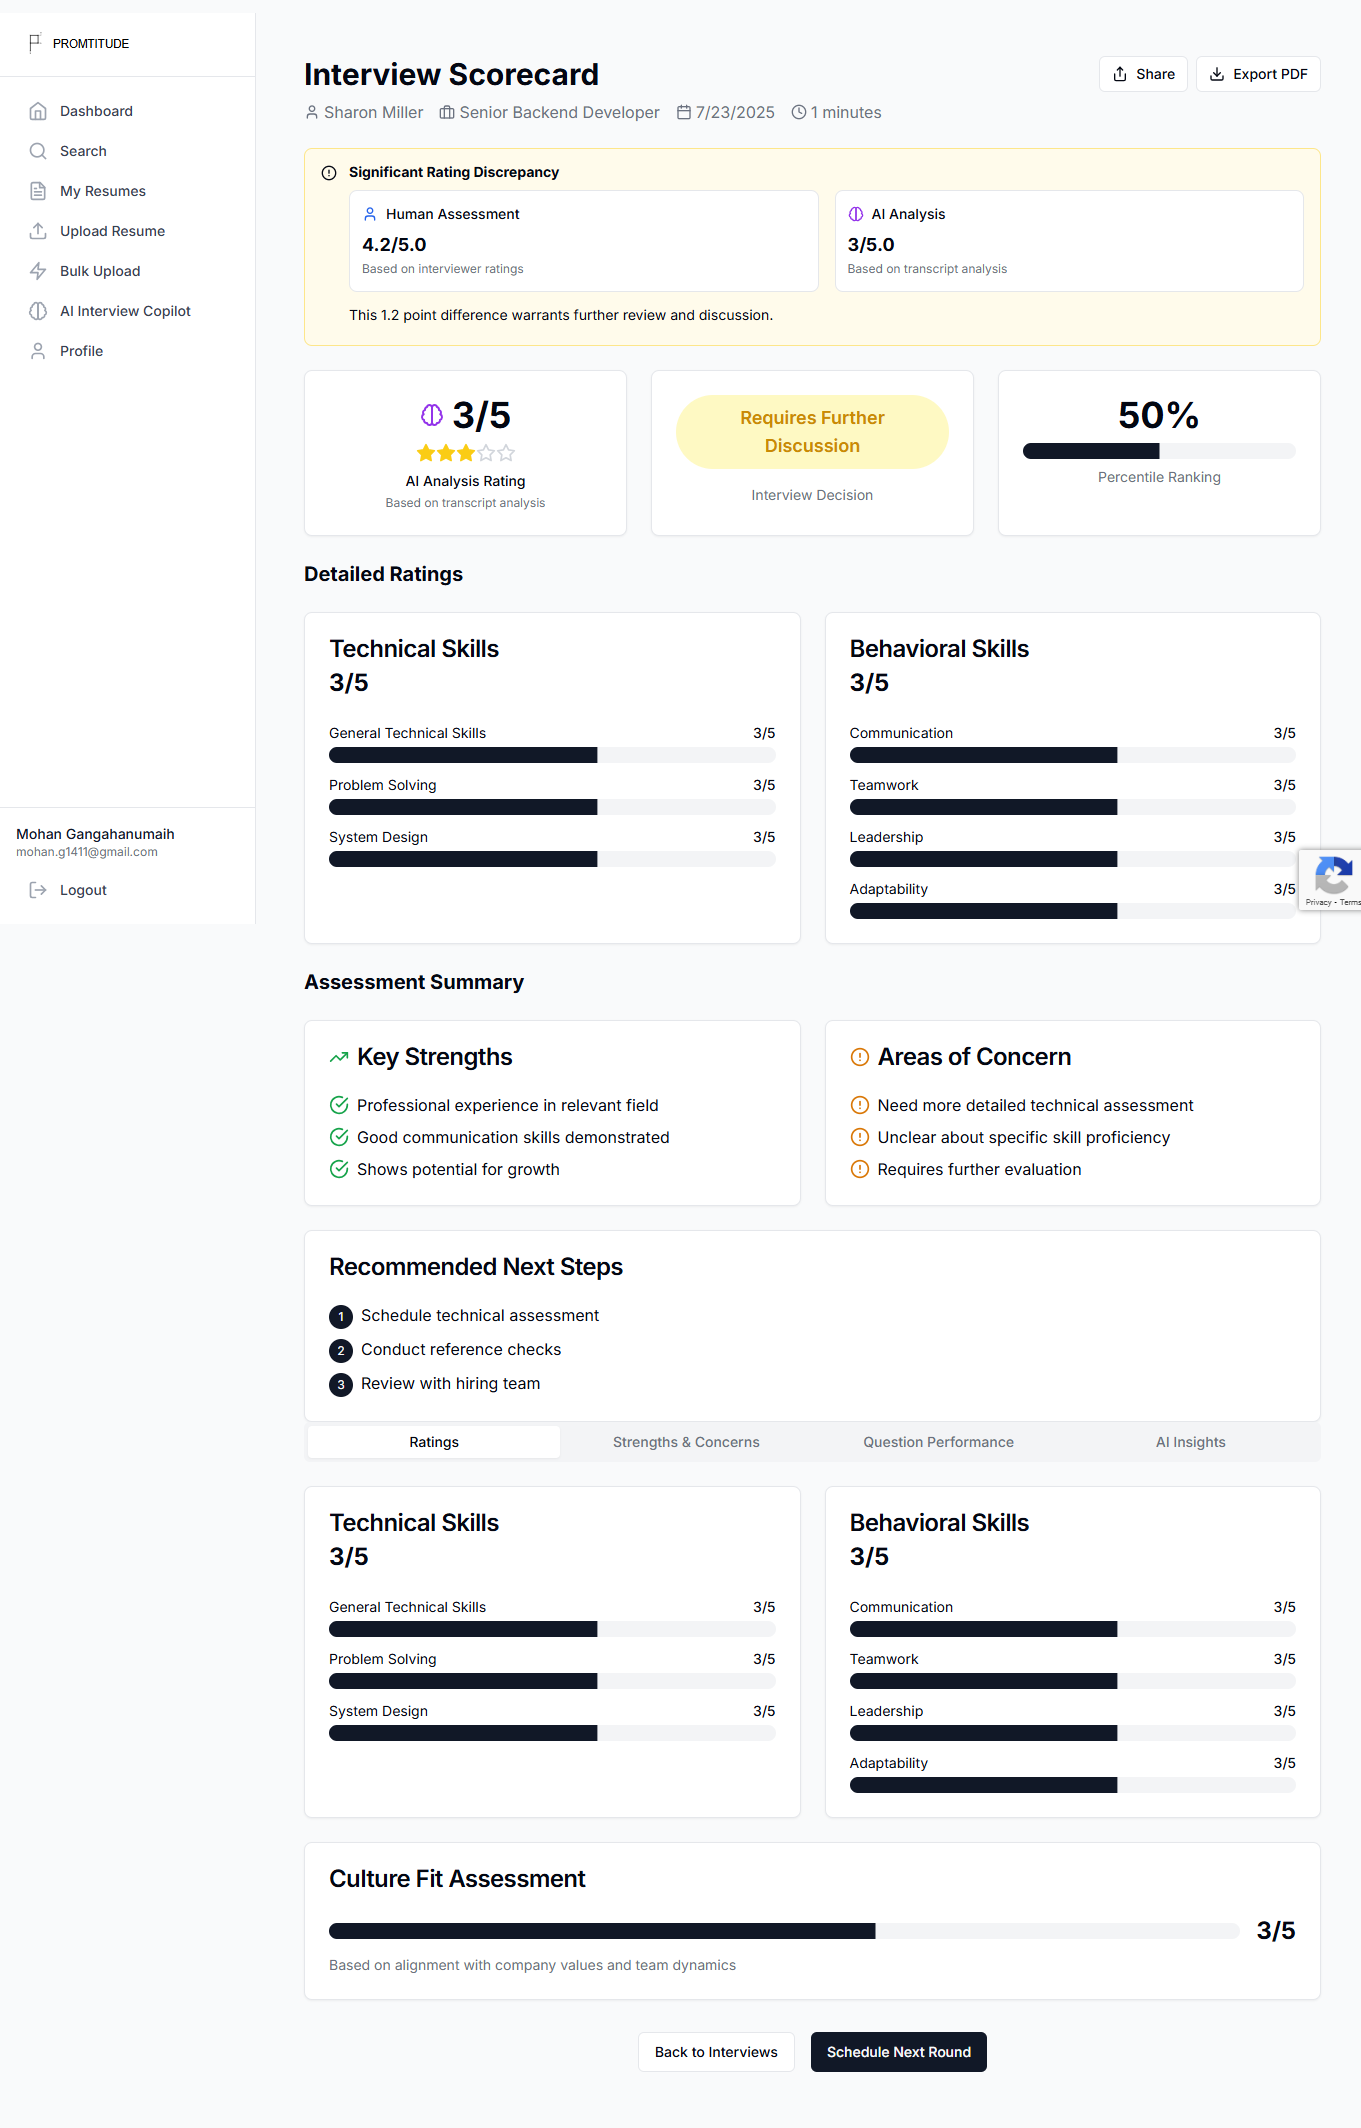 PROMTITUDE
Dashboard
Search
My Resumes
Upload Resume
Bulk Upload
AI Interview Copilot
Profile
Mohan Gangahanumaih
mohan.g1411@gmail.com
Logout
Interview Scorecard
Share
Export PDF
Sharon Miller Senior Backend Developer 7/23/2025 1 minutes
Significant Rating Discrepancy
Human Assessment
4.2/5.0
Based on interviewer ratings
AI Analysis
3/5.0
Based on transcript analysis
This 1.2 point difference warrants further review and discussion.
3/5
AI Analysis Rating
Based on transcript analysis
Requires Further
Discussion
Interview Decision
50%
Percentile Ranking
Detailed Ratings
Technical Skills
3/5
General Technical Skills 3/5
Problem Solving 3/5
System Design 3/5
Behavioral Skills
3/5
Communication 3/5
Teamwork 3/5
Leadership 3/5
Adaptability 3/5
Privacy - Terms
Assessment Summary
Key Strengths
Professional experience in relevant field
Good communication skills demonstrated
Shows potential for growth
Areas of Concern
Need more detailed technical assessment
Unclear about specific skill proficiency
Requires further evaluation
Recommended Next Steps
1 Schedule technical assessment
2 Conduct reference checks
3 Review with hiring team
Ratings Strengths & Concerns Question Performance AI Insights
Technical Skills
3/5
General Technical Skills 3/5
Problem Solving 3/5
System Design 3/5
Behavioral Skills
3/5
Communication 3/5
Teamwork 3/5
Leadership 3/5
Adaptability 3/5
Culture Fit Assessment
3/5
Based on alignment with company values and team dynamics
Back to Interviews
Schedule Next Round